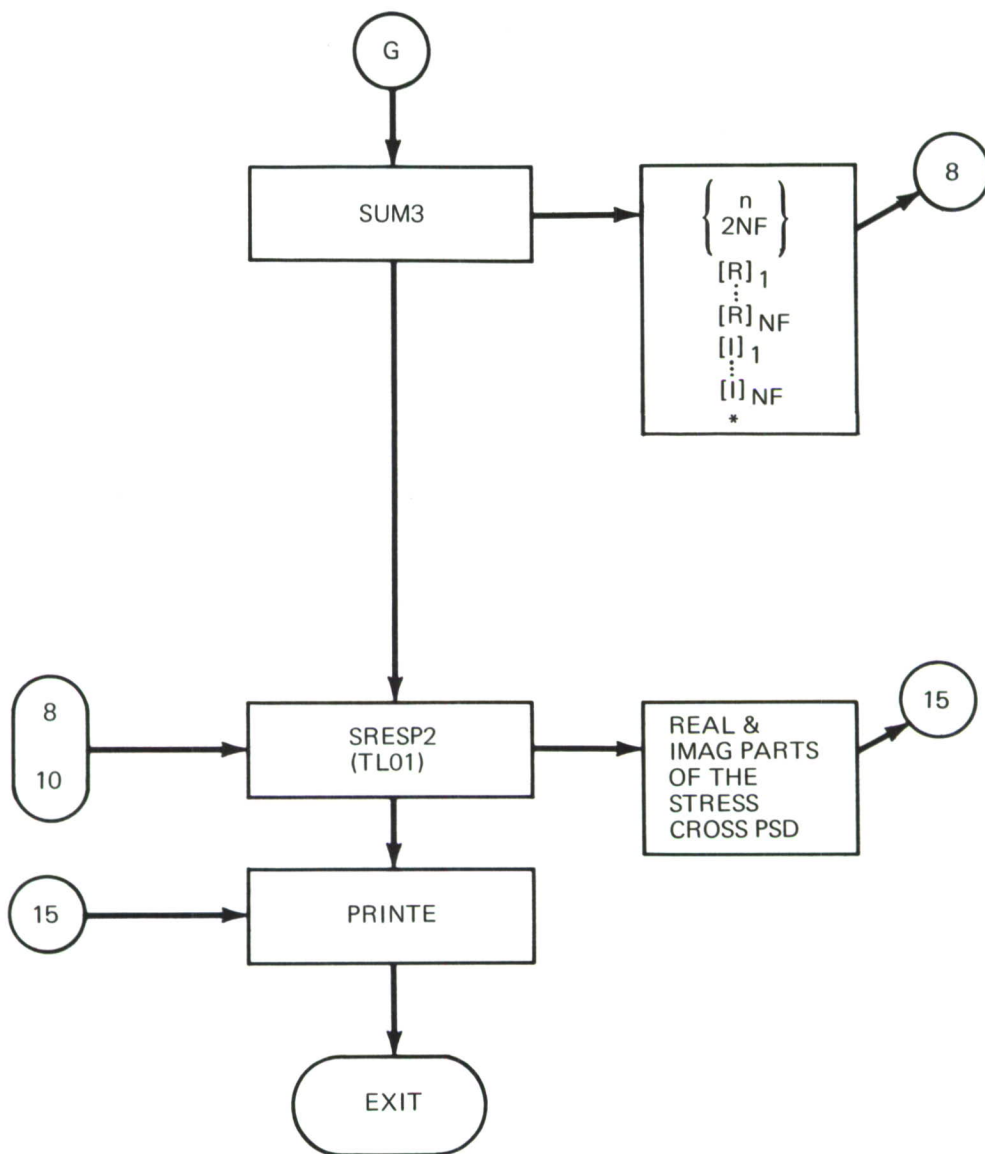 G
SUM3
n
2NF
[R] 1
[R] NF
[I] 1
[I] NF
*
8
8
10
SRESP2
(TL01)
REAL &
IMAG PARTS
OF THE
STRESS
CROSS PSD
15
15
PRINTE
EXIT